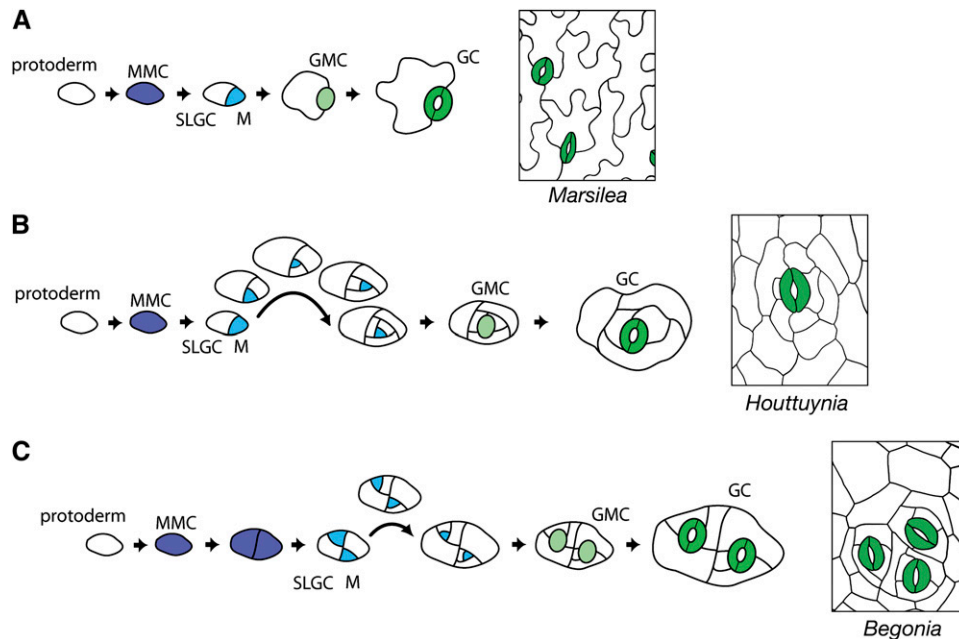 A
protoderm
MMC
SLGC M
GMC
GC
Marsilea
B
protoderm
MMC
SLGC M
GMC
GC
Houttuynia
C
protoderm
MMC
SLGC M
GMC
GC
Begonia